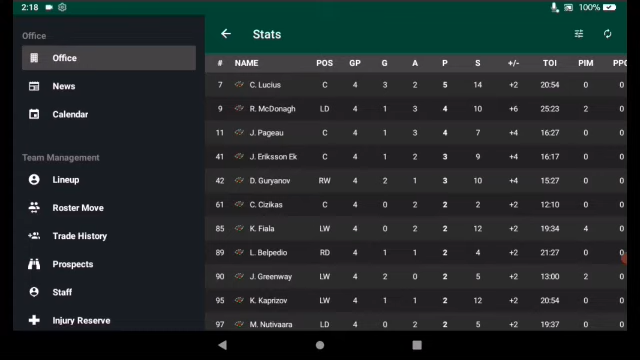 2:18 100%
Office
Office
News
Calendar
Team Management
Lineup
Roster Move
Trade History
Prospects
Staff
Injury Reserve
Stats
# NAME POS GP G A P S +/- TOI PIM PPG
7 C. Lucius C 4 3 2 5 14 +2 20:54 0 0
9 R. McDonagh LD 4 1 3 4 10 +6 25:23 2 0
11 J. Pageau C 4 1 3 4 7 +4 16:27 0 0
41 J. Eriksson Ek C 4 1 2 3 9 +4 16:17 0 0
42 D. Guryanov RW 4 2 1 3 10 +4 15:27 0 0
61 C. Cizikas C 4 0 2 2 2 +2 12:10 0 0
85 K. Fiala LW 4 0 2 2 12 +2 19:34 4 0
89 L. Belpedio RD 4 1 1 2 4 +2 21:27 0 0
90 J. Greenway LW 4 2 0 2 5 +2 13:00 2 0
95 K. Kaprizov LW 4 1 1 2 12 +2 20:54 0 0
97 M. Nutivaara LD 4 0 2 2 5 +2 19:37 0 0